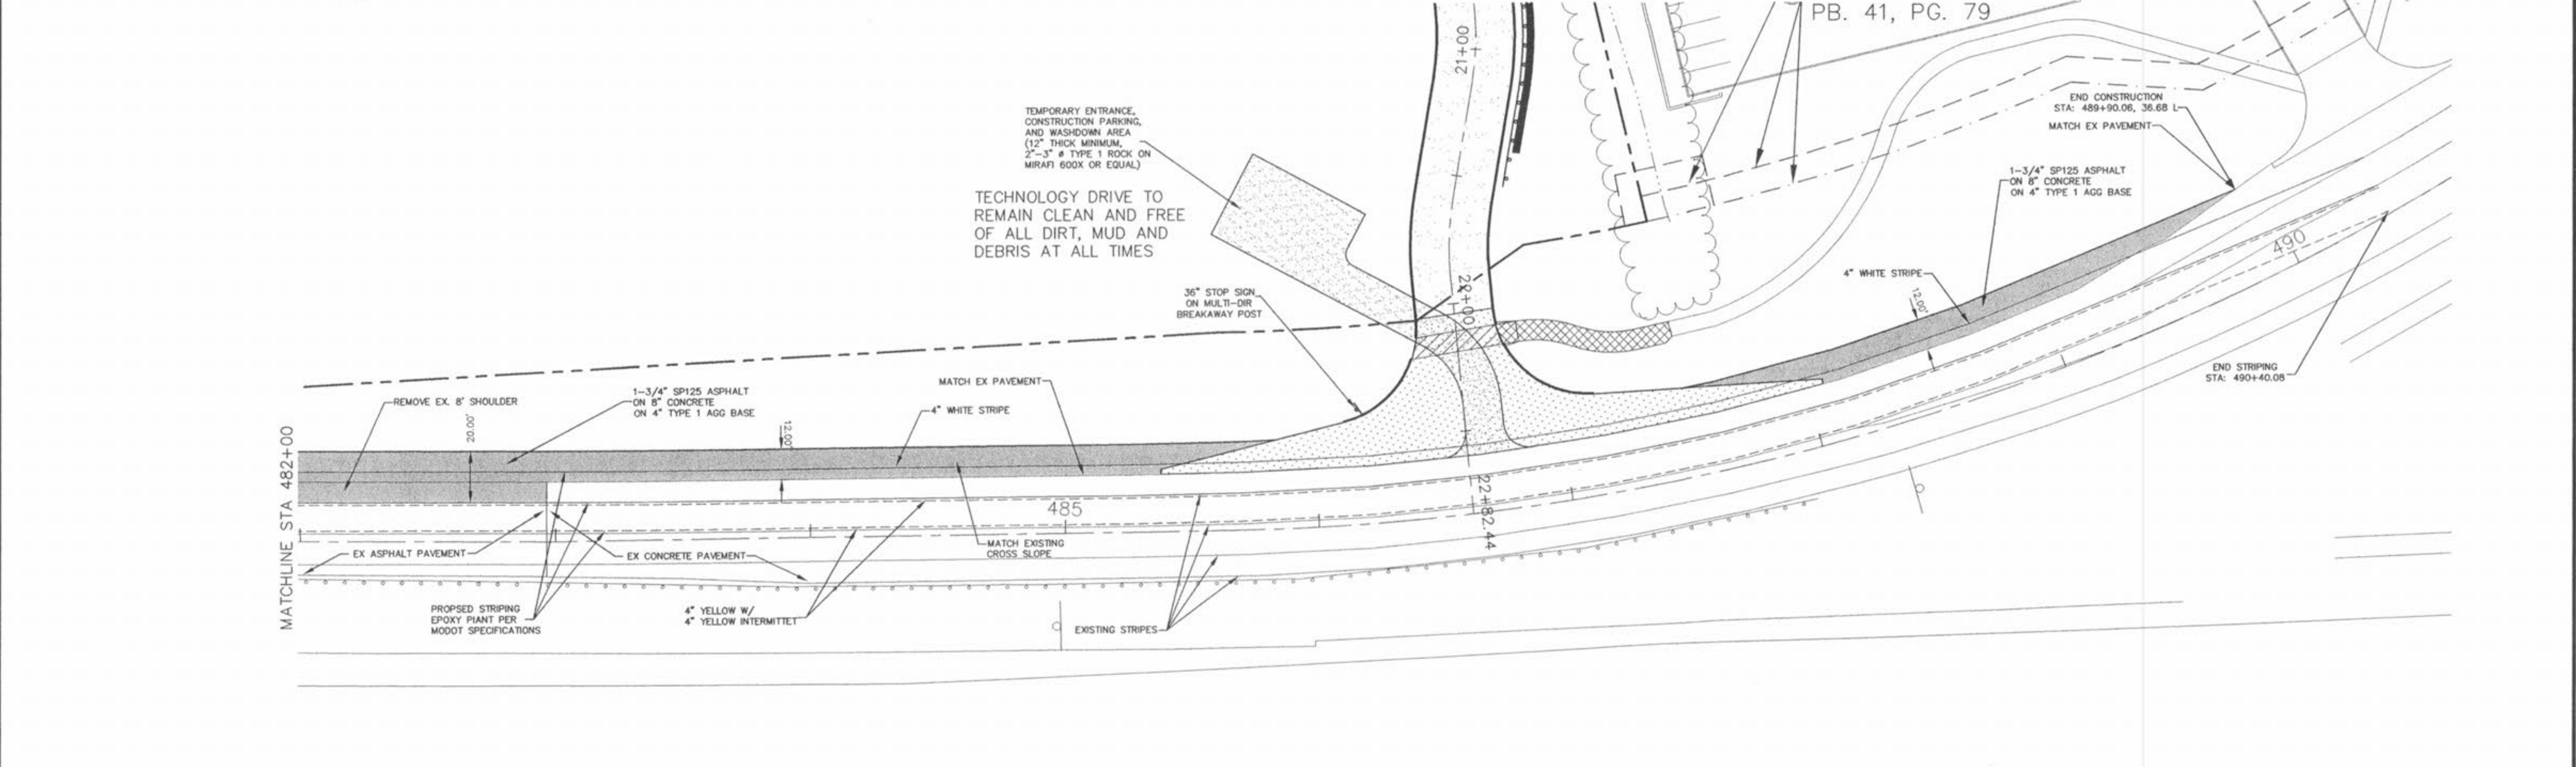 PB. 41, PG. 79
21+00
TEMPORARY ENTRANCE,
CONSTRUCTION PARKING,
AND WASHDOWN AREA
(12" THICK MINIMUM,
2"-3" ø TYPE 1 ROCK ON
MIRAFI 600X OR EQUAL)
TECHNOLOGY DRIVE TO
REMAIN CLEAN AND FREE
OF ALL DIRT, MUD AND
DEBRIS AT ALL TIMES
END CONSTRUCTION
STA: 489+90.06, 36.68 L
MATCH EX PAVEMENT
1-3/4" SP125 ASPHALT
ON 8" CONCRETE
ON 4" TYPE 1 AGG BASE
490
4" WHITE STRIPE
12.00'
36" STOP SIGN
ON MULTI-DIR
BREAKAWAY POST
22+00
END STRIPING
STA: 490+40.08
REMOVE EX. 8' SHOULDER
1-3/4" SP125 ASPHALT
ON 8" CONCRETE
ON 4" TYPE 1 AGG BASE
MATCH EX PAVEMENT
4" WHITE STRIPE
20.00'
12.00'
MATCHLINE STA 482+00
485
22+82.44
EX ASPHALT PAVEMENT
EX CONCRETE PAVEMENT
MATCH EXISTING
CROSS SLOPE
PROPSED STRIPING
EPOXY PIANT PER
MODOT SPECIFICATIONS
4" YELLOW W/
4" YELLOW INTERMITTET
EXISTING STRIPES